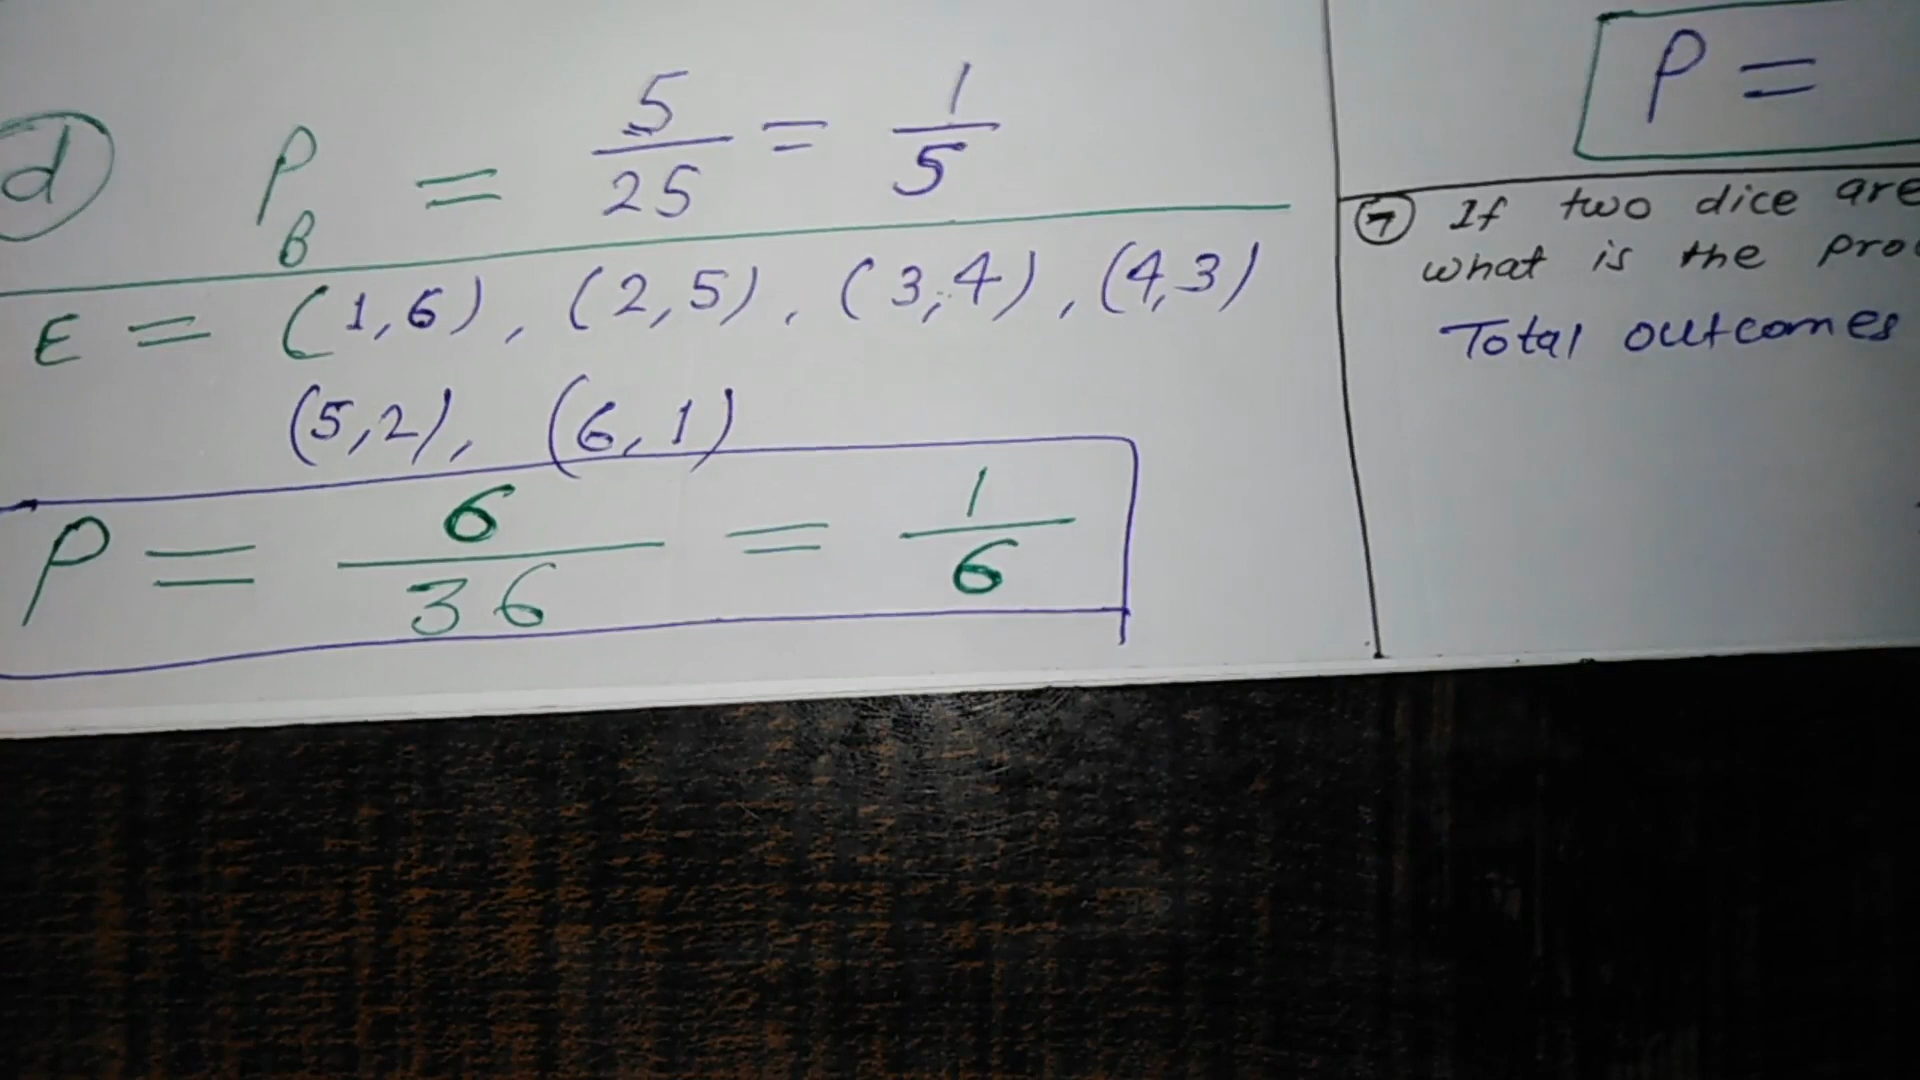 d P_B = 5/25 = 1/5
E = (1,6), (2,5), (3,4), (4,3)
(5,2), (6,1)
P = 6/36 = 1/6
P =
7 If two dice are
what is the pro
Total outcomes